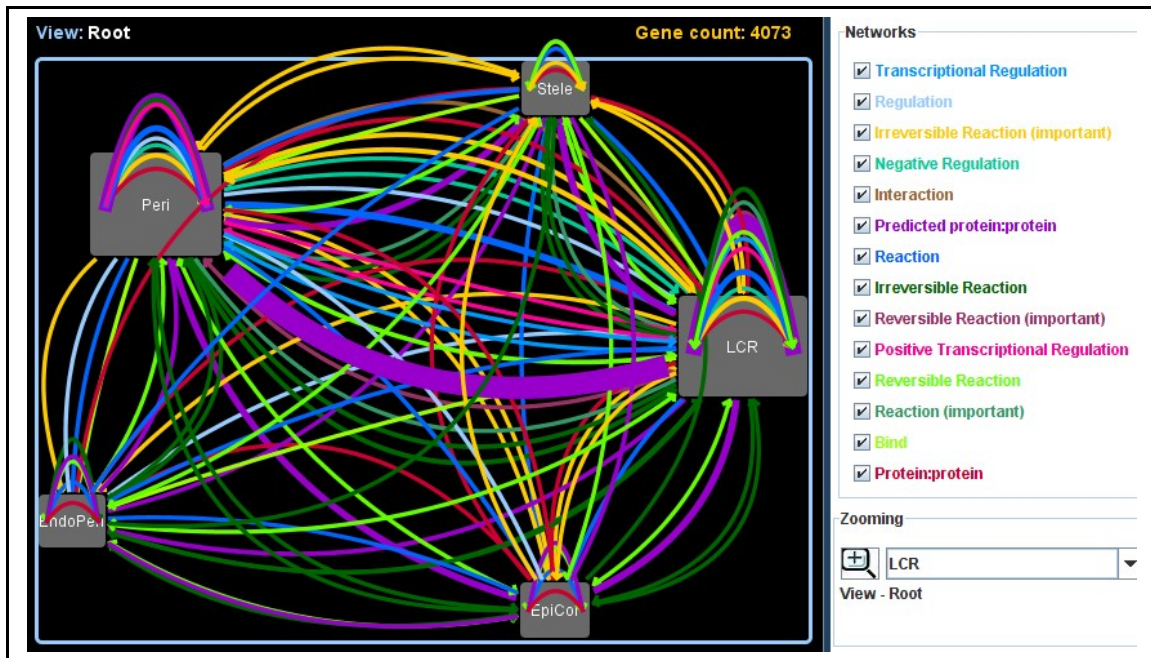 View: Root
Gene count: 4073
Stele
Peri
LCR
EndoPeri
EpiCor
Networks
Transcriptional Regulation
Regulation
Irreversible Reaction (important)
Negative Regulation
Interaction
Predicted protein:protein
Reaction
Irreversible Reaction
Reversible Reaction (important)
Positive Transcriptional Regulation
Reversible Reaction
Reaction (important)
Bind
Protein:protein
Zooming
LCR
View - Root